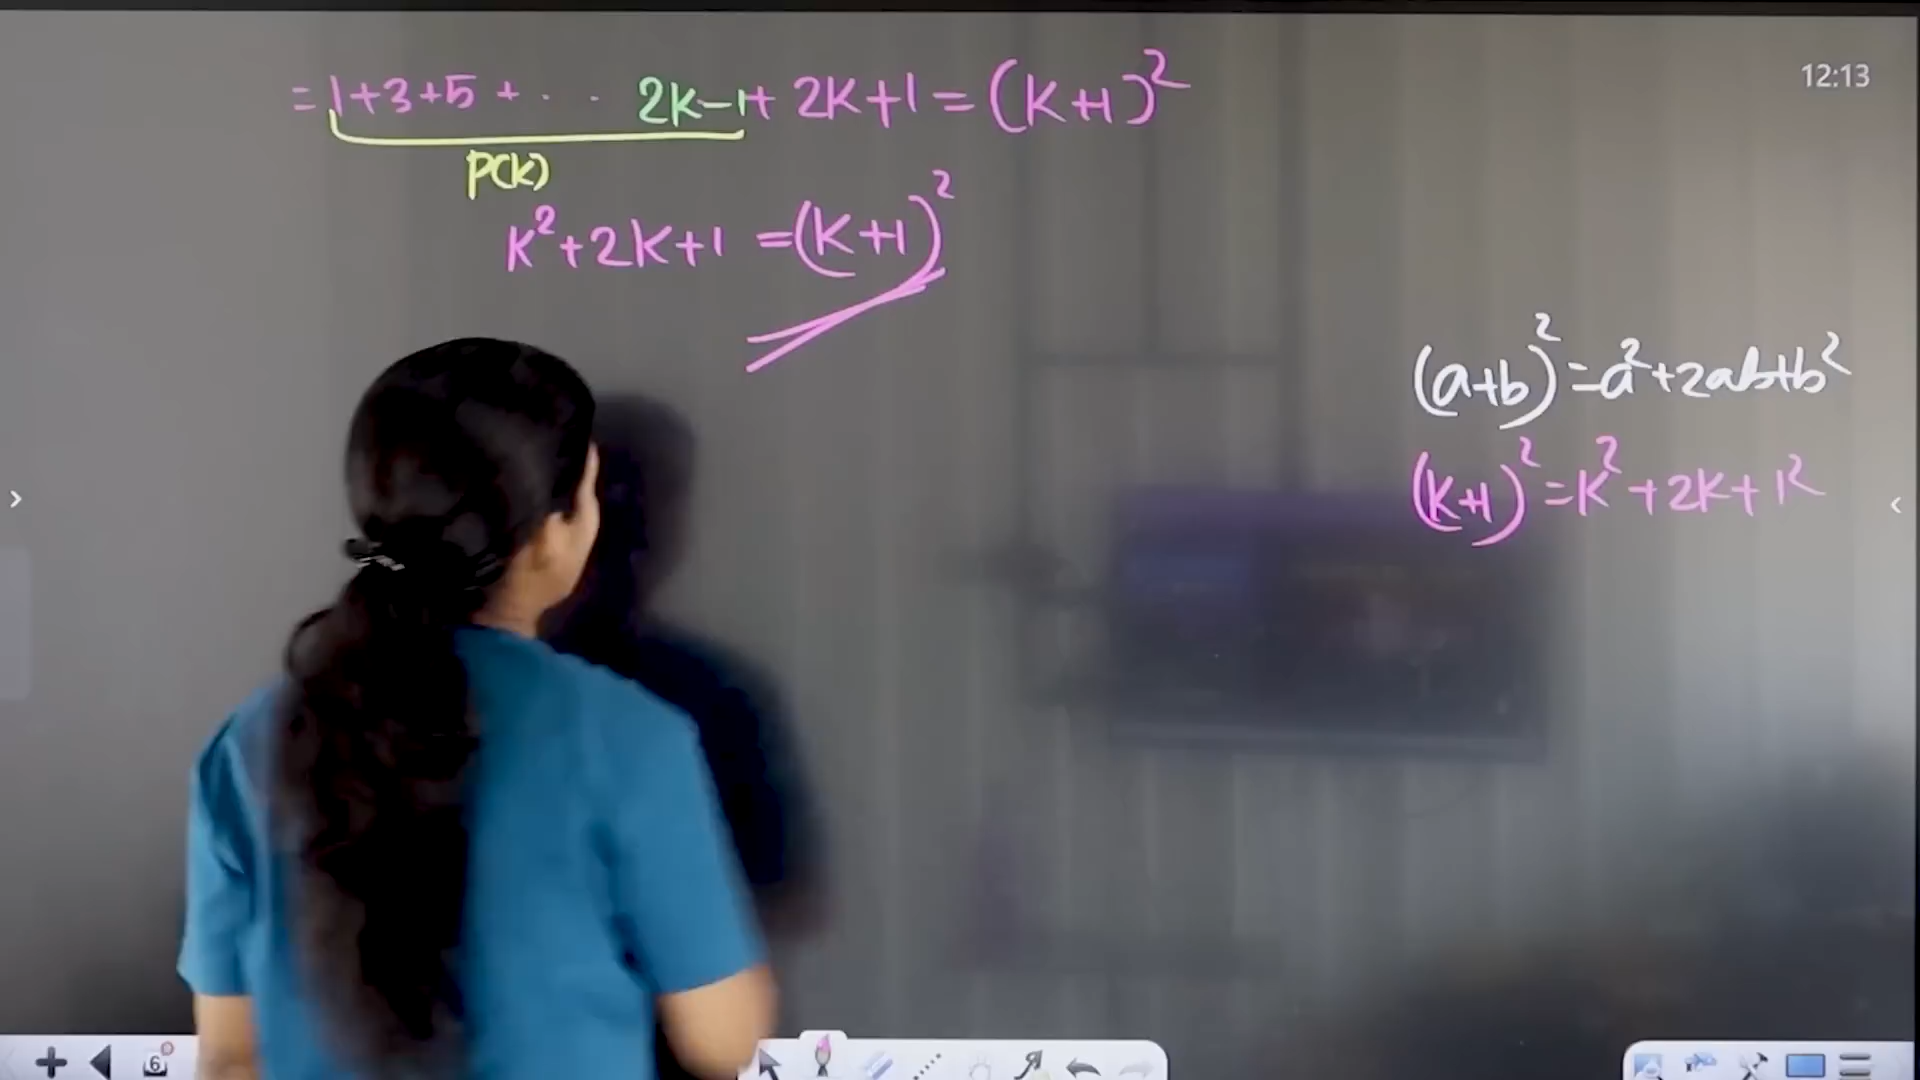 12:13
= 1+3+5 + . . . 2k-1 + 2k+1 = (k+1)²
P(k)
k²+2k+1 = (k+1)²
(a+b)² = a²+2ab+b²
(k+1)² = k²+2k+1²
6